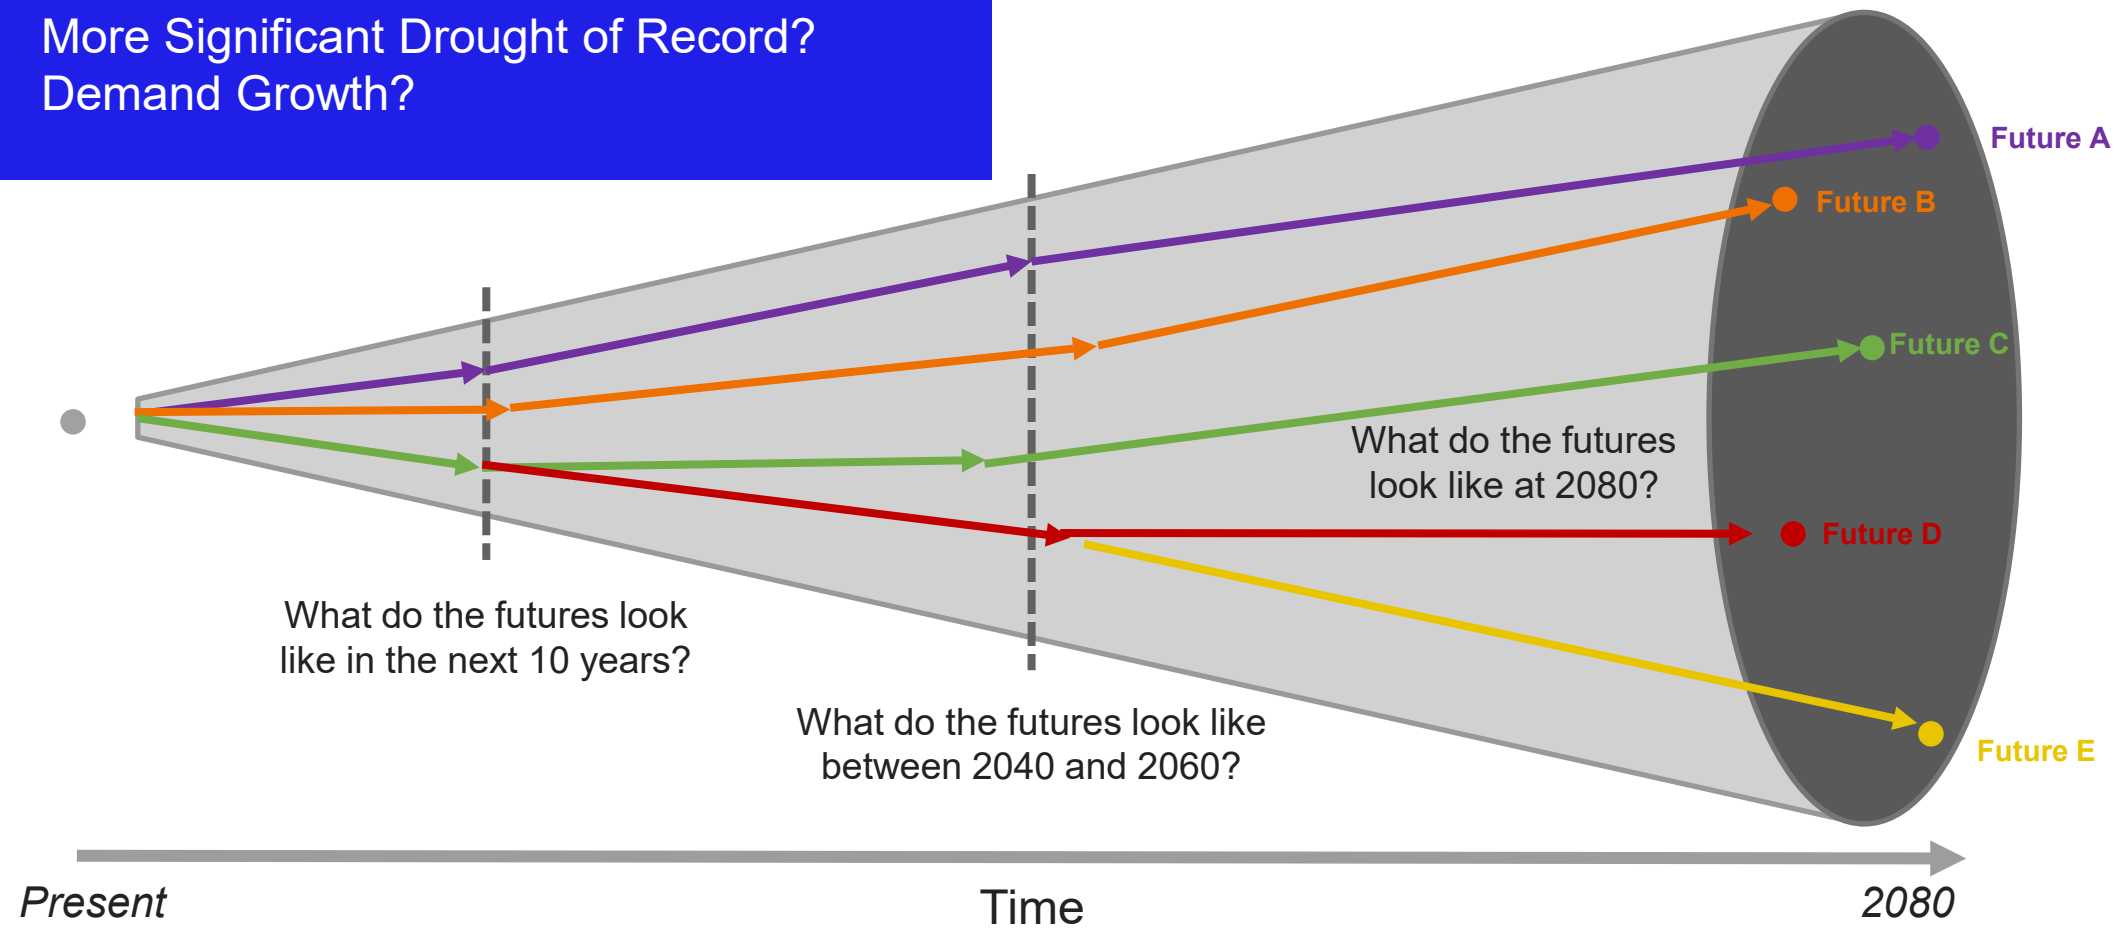 More Significant Drought of Record?
Demand Growth?
Future A
Future B
Future C
What do the futures
look like at 2080?
Future D
What do the futures look
like in the next 10 years?
What do the futures look like
between 2040 and 2060?
Future E
Present
Time
2080